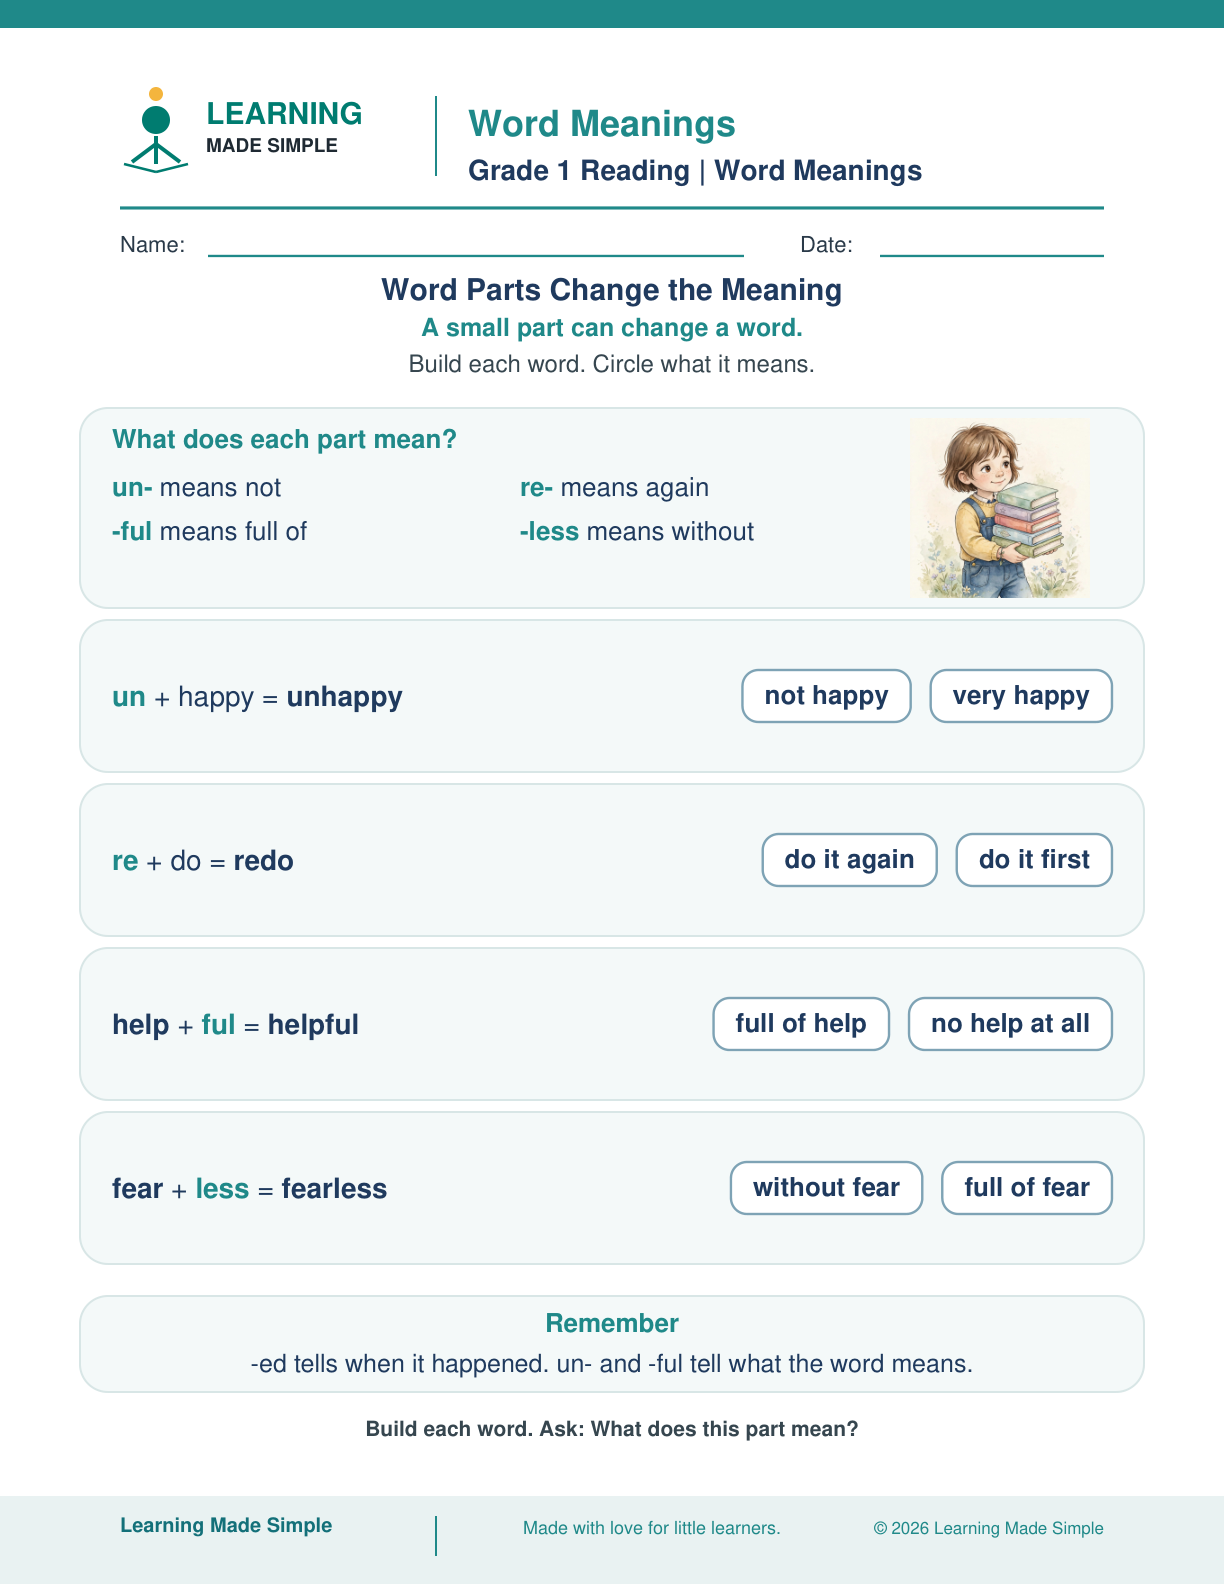 LEARNING
MADE SIMPLE
Word Meanings
Grade 1 Reading | Word Meanings
Name:
Date:
Word Parts Change the Meaning
A small part can change a word.
Build each word. Circle what it means.
What does each part mean?
un- means not
re- means again
-ful means full of
-less means without
un + happy = unhappy
not happy
very happy
re + do = redo
do it again
do it first
help + ful = helpful
full of help
no help at all
fear + less = fearless
without fear
full of fear
Remember
-ed tells when it happened. un- and -ful tell what the word means.
Build each word. Ask: What does this part mean?
Learning Made Simple
Made with love for little learners.
© 2026 Learning Made Simple